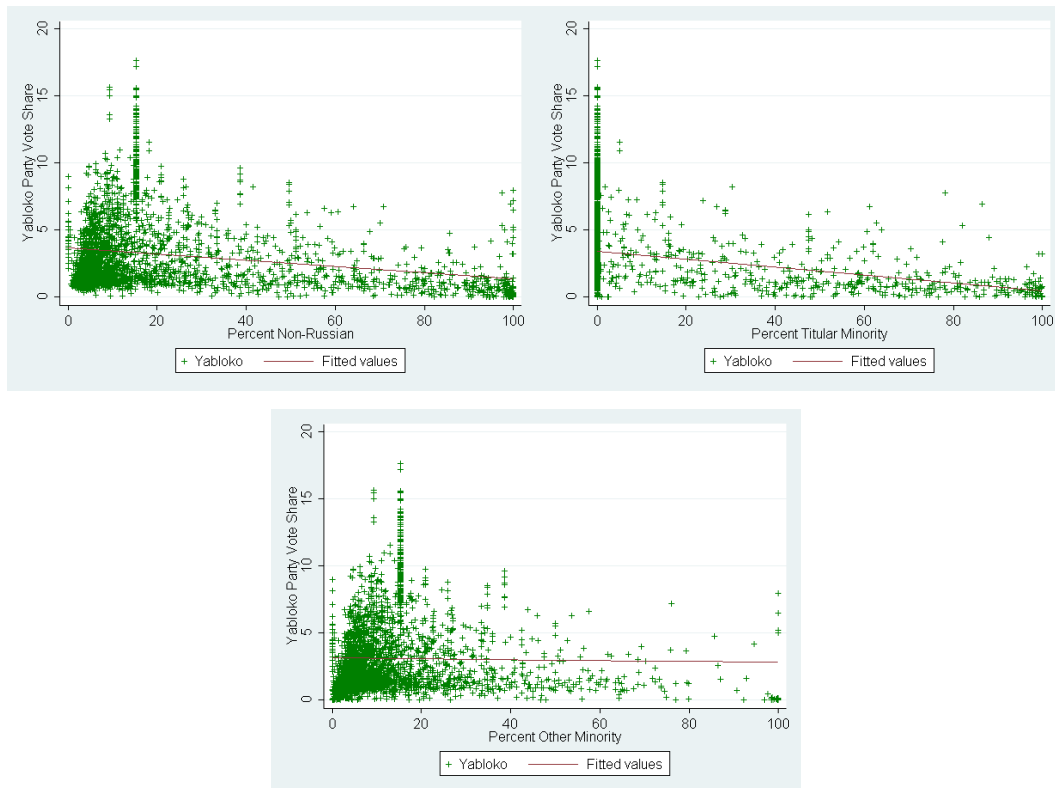 Yabloko Party Vote Share
20
15
10
5
0
0 20 40 60 80 100
Percent Non-Russian
+ Yabloko Fitted values
Yabloko Party Vote Share
20
15
10
5
0
0 20 40 60 80 100
Percent Titular Minority
+ Yabloko Fitted values
Yabloko Party Vote Share
20
15
10
5
0
0 20 40 60 80 100
Percent Other Minority
+ Yabloko Fitted values